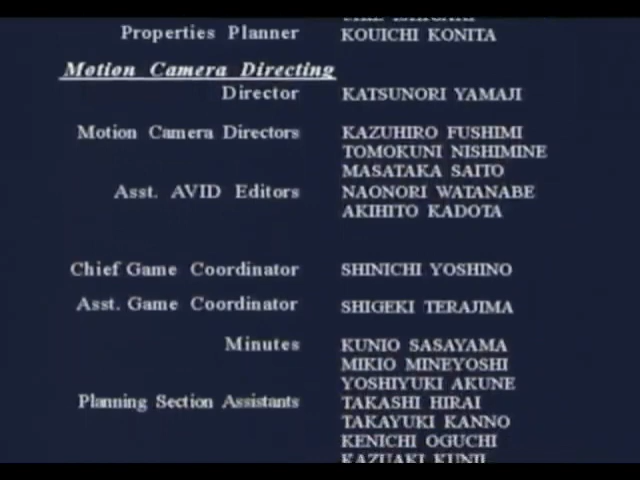 Properties Planner KOUICHI KONITA
Motion Camera Directing
Director KATSUNORI YAMAJI
Motion Camera Directors KAZUHIRO FUSHIMI
TOMOKUNI NISHIMINE
MASATAKA SAITO
Asst. AVID Editors NAONORI WATANABE
AKIHITO KADOTA
Chief Game Coordinator SHINICHI YOSHINO
Asst. Game Coordinator SHIGEKI TERAJIMA
Minutes KUNIO SASAYAMA
MIKIO MINEYOSHI
YOSHIYUKI AKUNE
Planning Section Assistants TAKASHI HIRAI
TAKAYUKI KANNO
KENICHI OGUCHI
KAZUAKI